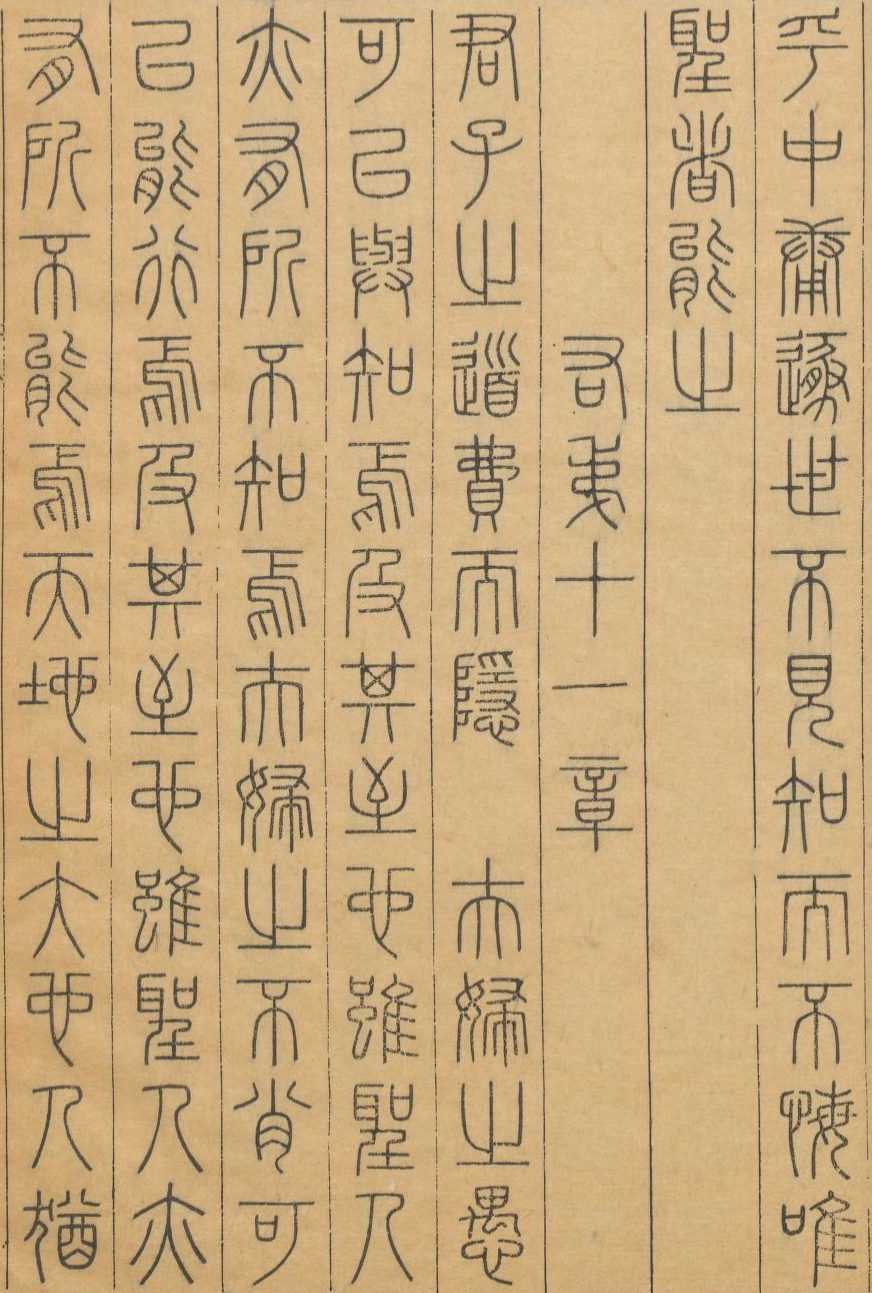 乎中庸遯世不見知而不悔唯
聖者能之
右弟十一章
君子之道費而隱　夫婦之愚
可以與知焉及其至也雖聖人
亦有所不知焉夫婦之不肖可
以能行焉及其至也雖聖人亦
有所不能焉天地之大也人猶